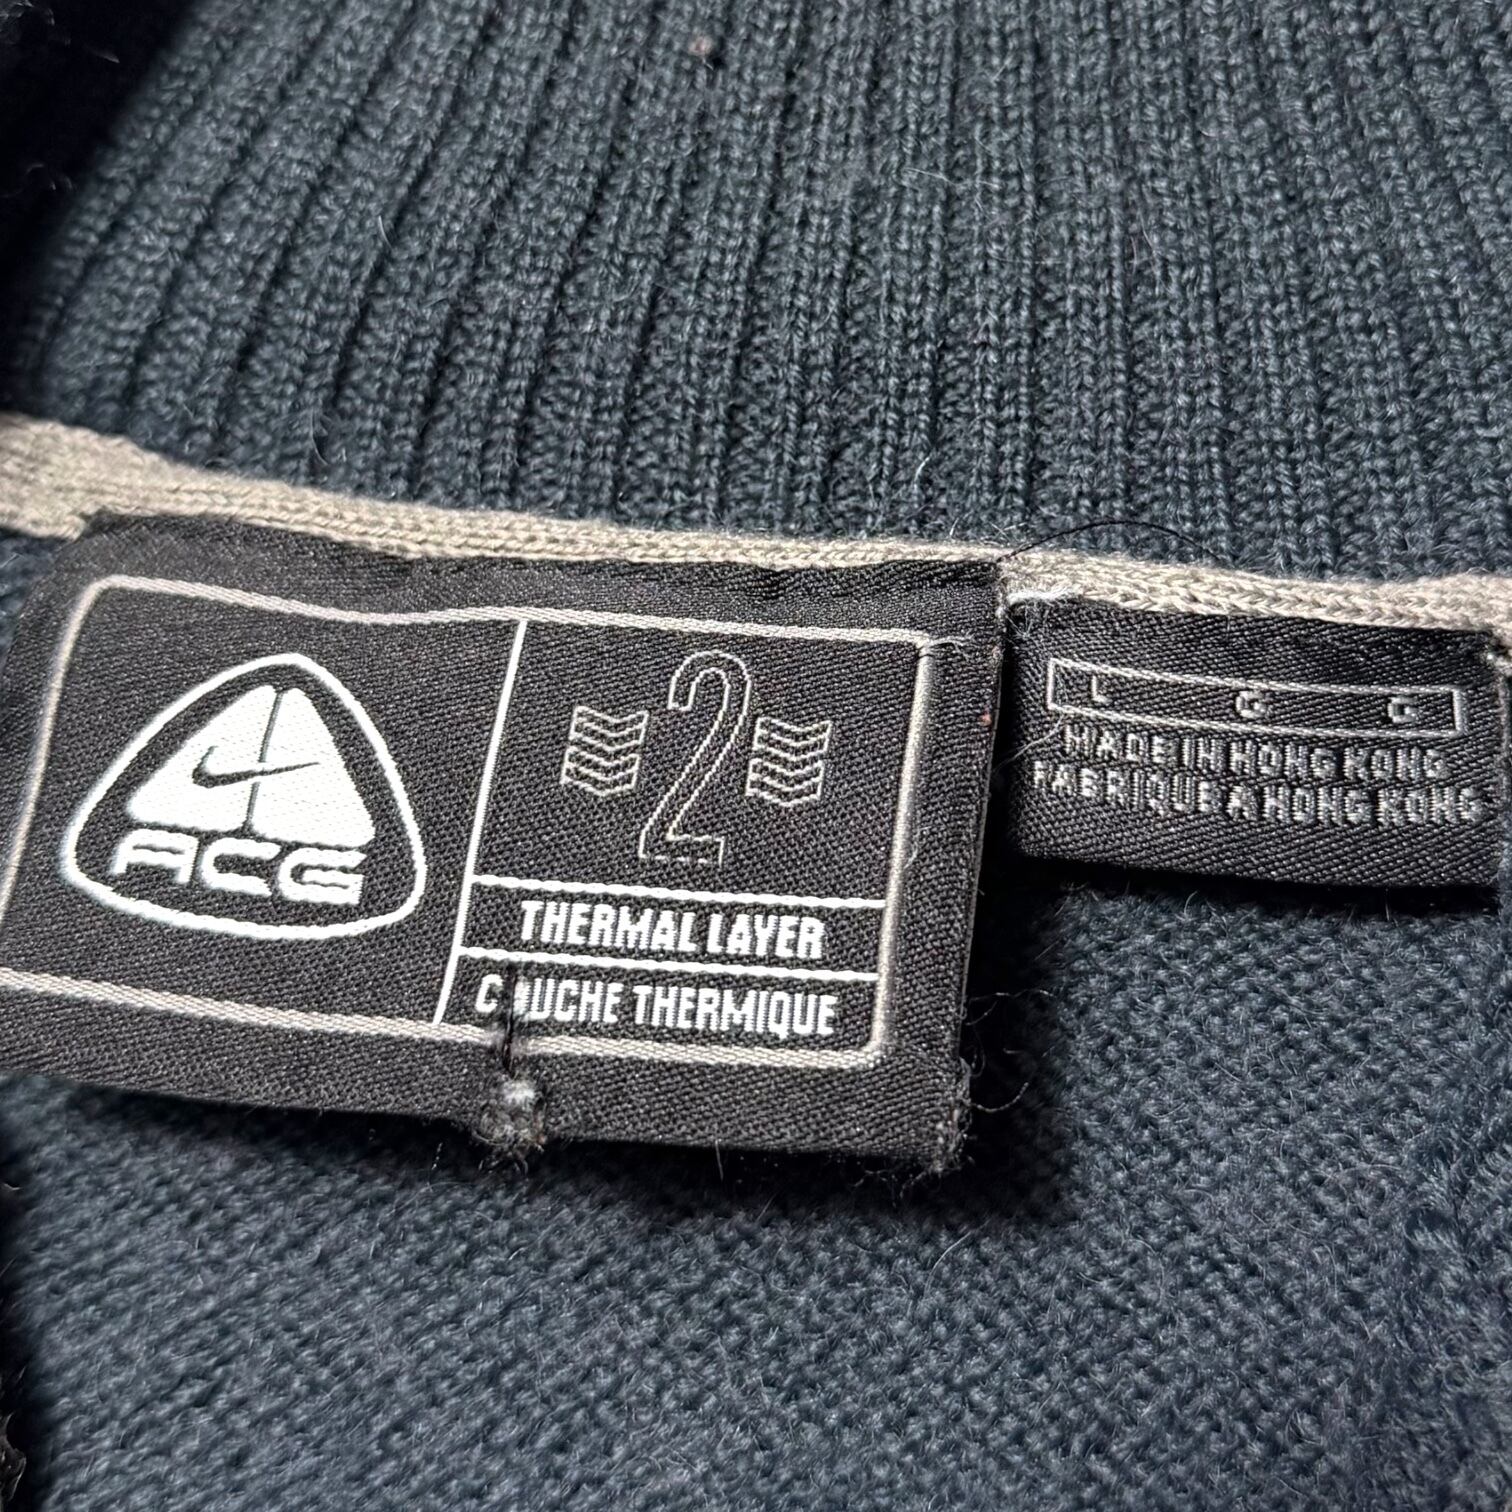 ACG
2
THERMAL LAYER
COUCHE THERMIQUE
L G G
MADE IN HONG KONG
FABRIQUE A HONG KONG